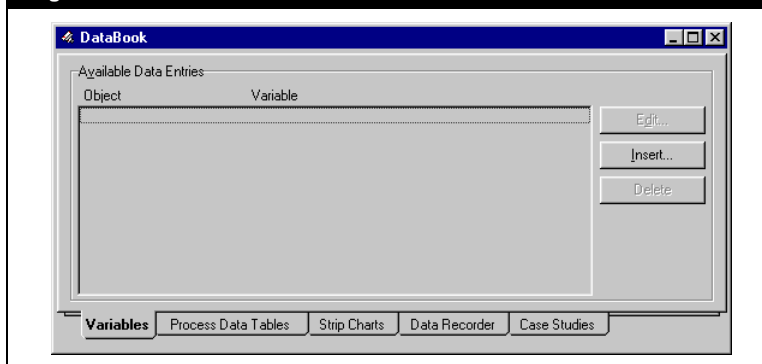 DataBook
Available Data Entries
Object Variable
Edit...
Insert...
Delete
Variables Process Data Tables Strip Charts Data Recorder Case Studies